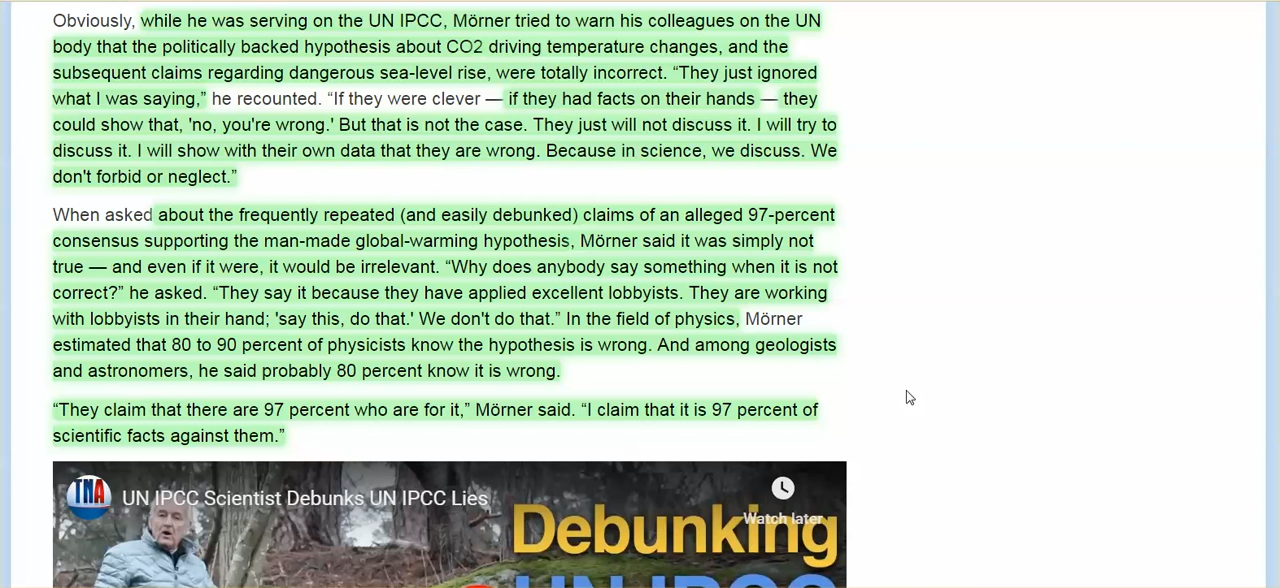 Obviously, while he was serving on the UN IPCC, Mörner tried to warn his colleagues on the UN
body that the politically backed hypothesis about CO2 driving temperature changes, and the
subsequent claims regarding dangerous sea-level rise, were totally incorrect. “They just ignored
what I was saying,” he recounted. “If they were clever — if they had facts on their hands — they
could show that, 'no, you're wrong.' But that is not the case. They just will not discuss it. I will try to
discuss it. I will show with their own data that they are wrong. Because in science, we discuss. We
don't forbid or neglect.”
When asked about the frequently repeated (and easily debunked) claims of an alleged 97-percent
consensus supporting the man-made global-warming hypothesis, Mörner said it was simply not
true — and even if it were, it would be irrelevant. “Why does anybody say something when it is not
correct?” he asked. “They say it because they have applied excellent lobbyists. They are working
with lobbyists in their hand; 'say this, do that.' We don't do that.” In the field of physics, Mörner
estimated that 80 to 90 percent of physicists know the hypothesis is wrong. And among geologists
and astronomers, he said probably 80 percent know it is wrong.
“They claim that there are 97 percent who are for it,” Mörner said. “I claim that it is 97 percent of
scientific facts against them.”
TNA UN IPCC Scientist Debunks UN IPCC Lies
Watch later
Debunking
UN IPCC